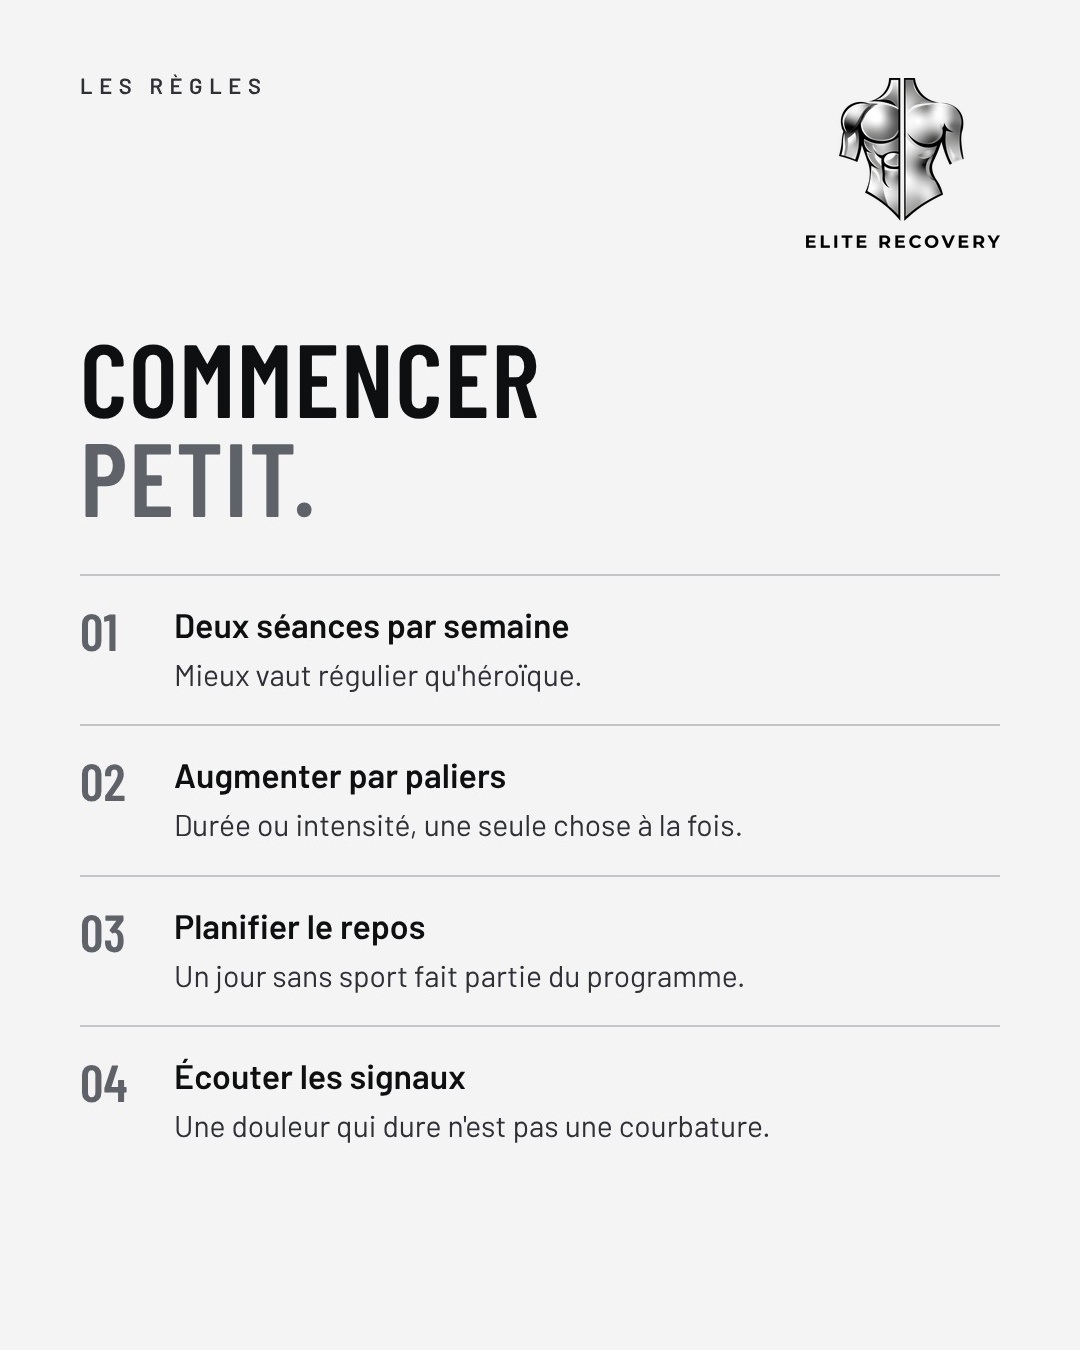 LES RÈGLES
ELITE RECOVERY
COMMENCER
PETIT.
01
Deux séances par semaine
Mieux vaut régulier qu'héroïque.
02
Augmenter par paliers
Durée ou intensité, une seule chose à la fois.
03
Planifier le repos
Un jour sans sport fait partie du programme.
04
Écouter les signaux
Une douleur qui dure n'est pas une courbature.